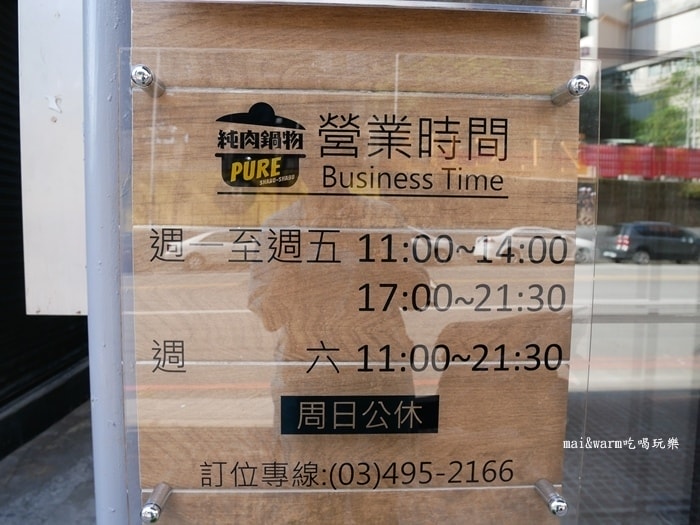 純肉鍋物
PURE
SHABU-SHABU
營業時間
Business Time
週一至週五 11:00~14:00
17:00~21:30
週 六 11:00~21:30
周日公休
訂位專線:(03)495-2166
mai&warm吃喝玩樂